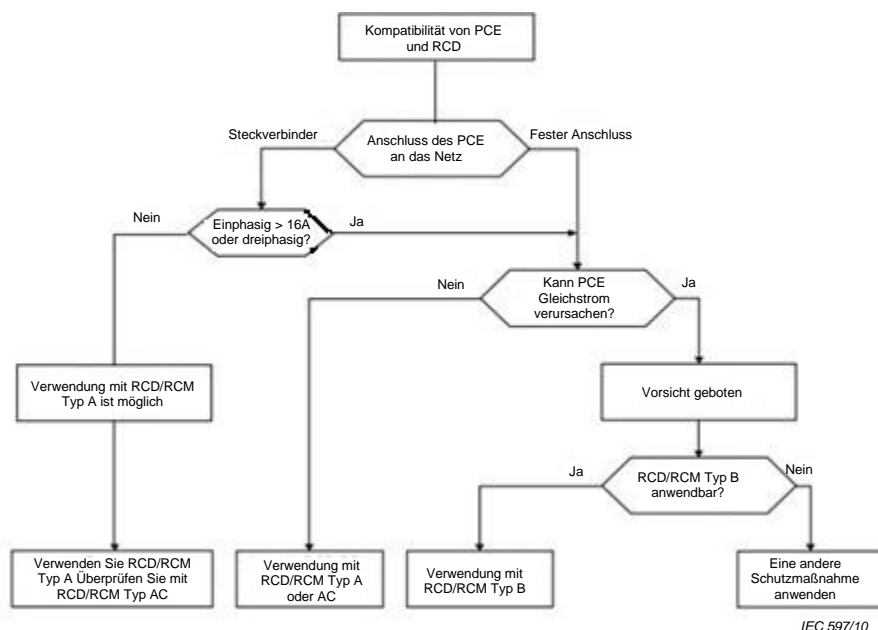 Kompatibilität von PCE
und RCD
Steckverbinder
Anschluss des PCE
an das Netz
Fester Anschluss
Nein
Einphasig > 16A
oder dreiphasig?
Ja
Nein
Kann PCE
Gleichstrom
verursachen?
Ja
Verwendung mit RCD/RCM
Typ A ist möglich
Vorsicht geboten
Ja
RCD/RCM Typ B
anwendbar?
Nein
Verwenden Sie RCD/RCM
Typ A Überprüfen Sie mit
RCD/RCM Typ AC
Verwendung mit
RCD/RCM Typ A
oder AC
Verwendung mit
RCD/RCM Typ B
Eine andere
Schutzmaßnahme
anwenden
IEC 597/10